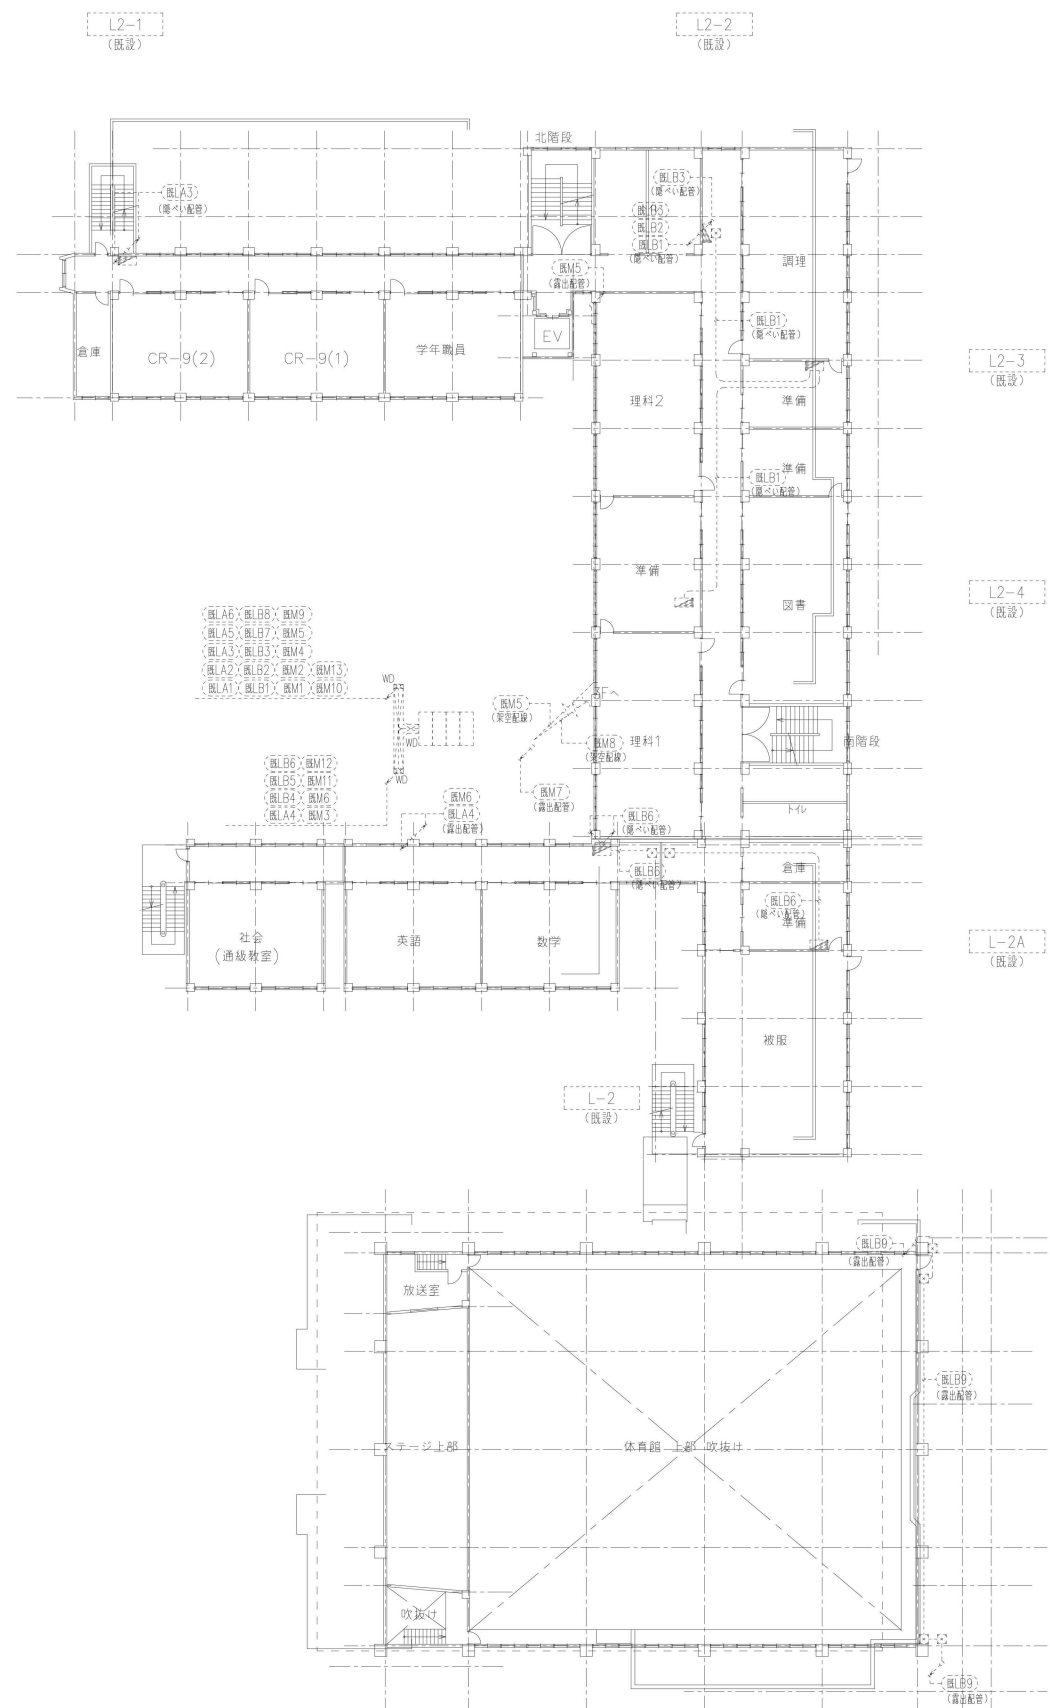 L2-1
(既設)
L2-2
(既設)
北階段
既LA3
(隠ぺい配管)
既LB3
(隠ぺい配管)
既LB3
既LB2
既LB1
(隠ぺい配管)
既M5
(露出配管)
調理
既LB1
(隠ぺい配管)
倉庫
CR-9(2)
CR-9(1)
学年職員
EV
L2-3
(既設)
理科2
準備
準備
既LB1
(隠ぺい配管)
準備
図書
L2-4
(既設)
既LA6 既LB8 既M9
既LA5 既LB7 既M5
既LA3 既LB3 既M4
既LA2 既LB2 既M2 既M13
既LA1 既LB1 既M1 既M10
WD
WD
WD
3Fへ
既M5
(架空配線)
既M8
(架空配線)
理科1
南階段
既M7
(露出配管)
トイレ
既LB6 既M12
既LB5 既M11
既LB4 既M6
既LA4 既M3
既M6
既LA4
(露出配管)
既LB6
(隠ぺい配管)
既LB6
(隠ぺい配管)
倉庫
既LB6
(隠ぺい配管)
準備
社会
(通級教室)
英語
数学
L-2A
(既設)
被服
L-2
(既設)
既LB9
(露出配管)
放送室
既LB9
(露出配管)
ステージ上部
体育館 上部 吹抜け
吹抜け
既LB9
(露出配管)